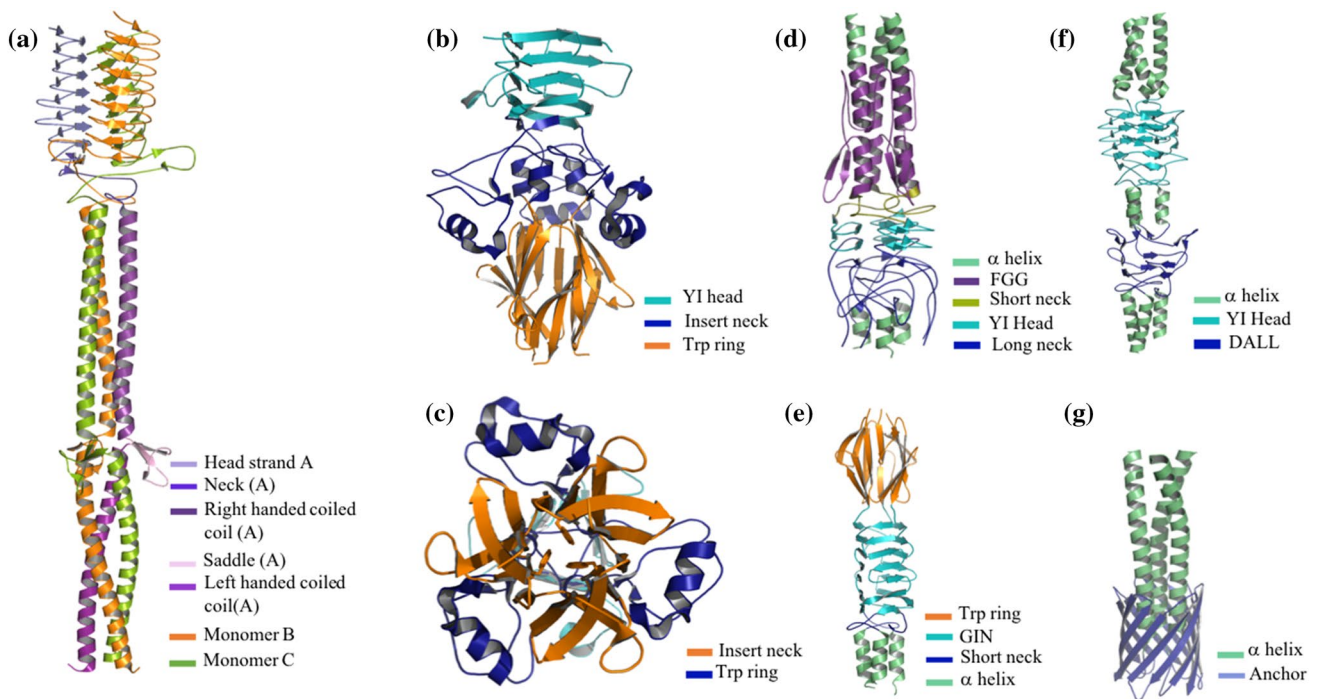 (a)
Head strand A
Neck (A)
Right handed coiled
coil (A)
Saddle (A)
Left handed coiled
coil(A)
Monomer B
Monomer C
(b)
YI head
Insert neck
Trp ring
(c)
Insert neck
Trp ring
(d)
α helix
FGG
Short neck
YI Head
Long neck
(e)
Trp ring
GIN
Short neck
α helix
(f)
α helix
YI Head
DALL
(g)
α helix
Anchor